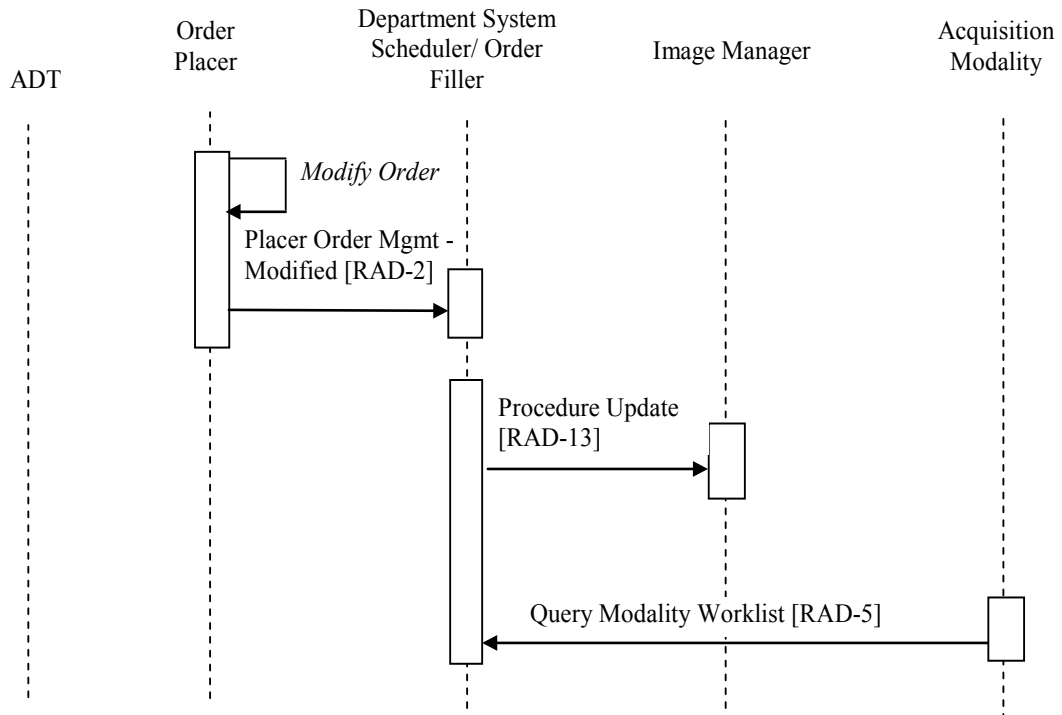 ADT
Order
Placer
Department System
Scheduler/ Order
Filler
Image Manager
Acquisition
Modality
Modify Order
Placer Order Mgmt -
Modified [RAD-2]
Procedure Update
[RAD-13]
Query Modality Worklist [RAD-5]